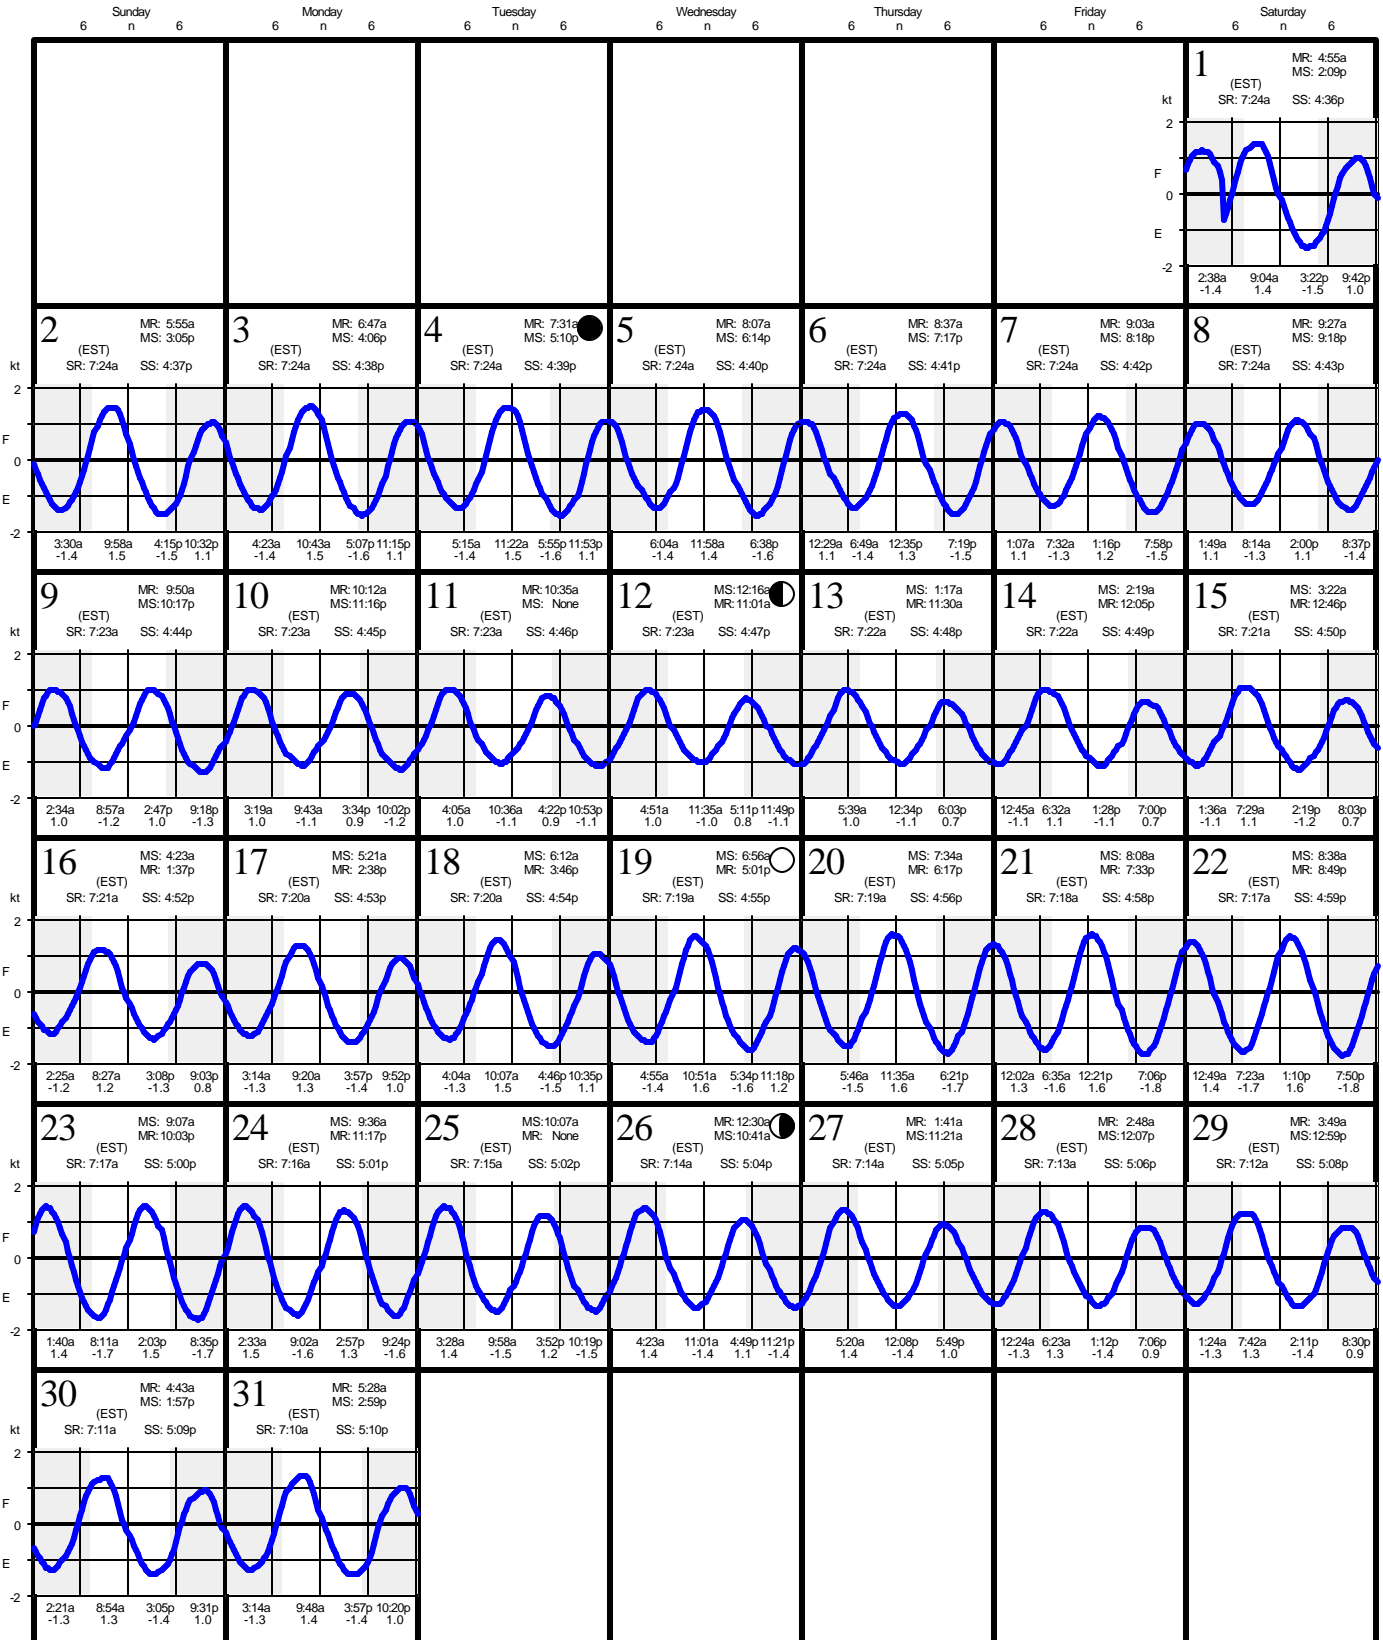 Sunday Monday Tuesday Wednesday Thursday Friday Saturday
6 n 6 6 n 6 6 n 6 6 n 6 6 n 6 6 n 6 6 n 6
1 MR: 4:55a
MS: 2:09p
(EST)
kt SR: 7:24a SS: 4:36p
2
F
0
E
-2
2:38a 9:04a 3:22p 9:42p
-1.4 1.4 -1.5 1.0
2 MR: 5:55a 3 MR: 6:47a 4 MR: 7:31a 5 MR: 8:07a 6 MR: 8:37a 7 MR: 9:03a 8 MR: 9:27a
MS: 3:05p MS: 4:06p MS: 5:10p MS: 6:14p MS: 7:17p MS: 8:18p MS: 9:18p
(EST) (EST) (EST) (EST) (EST) (EST) (EST)
kt SR: 7:24a SS: 4:37p SR: 7:24a SS: 4:38p SR: 7:24a SS: 4:39p SR: 7:24a SS: 4:40p SR: 7:24a SS: 4:41p SR: 7:24a SS: 4:42p SR: 7:24a SS: 4:43p
2
F
0
E
-2
3:30a 9:58a 4:15p 10:32p 4:23a 10:43a 5:07p 11:15p 5:15a 11:22a 5:55p 11:53p 6:04a 11:58a 6:38p 12:29a 6:49a 12:35p 7:19p 1:07a 7:32a 1:16p 7:58p 1:49a 8:14a 2:00p 8:37p
-1.4 1.5 -1.5 1.1 -1.4 1.5 -1.6 1.1 -1.4 1.5 -1.6 1.1 -1.4 1.4 -1.6 1.1 -1.4 1.3 -1.5 1.1 -1.3 1.2 -1.5 1.1 -1.3 1.1 -1.4
9 MR: 9:50a 10 MR:10:12a 11 MR:10:35a 12 MS:12:16a 13 MS: 1:17a 14 MS: 2:19a 15 MS: 3:22a
MS:10:17p MS:11:16p MS: None MR:11:01a MR:11:30a MR:12:05p MR:12:46p
(EST) (EST) (EST) (EST) (EST) (EST) (EST)
kt SR: 7:23a SS: 4:44p SR: 7:23a SS: 4:45p SR: 7:23a SS: 4:46p SR: 7:23a SS: 4:47p SR: 7:22a SS: 4:48p SR: 7:22a SS: 4:49p SR: 7:21a SS: 4:50p
2
F
0
E
-2
2:34a 8:57a 2:47p 9:18p 3:19a 9:43a 3:34p 10:02p 4:05a 10:36a 4:22p 10:53p 4:51a 11:35a 5:11p 11:49p 5:39a 12:34p 6:03p 12:45a 6:32a 1:28p 7:00p 1:36a 7:29a 2:19p 8:03p
1.0 -1.2 1.0 -1.3 1.0 -1.1 0.9 -1.2 1.0 -1.1 0.9 -1.1 1.0 -1.0 0.8 -1.1 1.0 -1.1 0.7 -1.1 1.1 -1.1 0.7 -1.1 1.1 -1.2 0.7
16 MS: 4:23a 17 MS: 5:21a 18 MS: 6:12a 19 MS: 6:56a 20 MS: 7:34a 21 MS: 8:08a 22 MS: 8:38a
MR: 1:37p MR: 2:38p MR: 3:46p MR: 5:01p MR: 6:17p MR: 7:33p MR: 8:49p
(EST) (EST) (EST) (EST) (EST) (EST) (EST)
kt SR: 7:21a SS: 4:52p SR: 7:20a SS: 4:53p SR: 7:20a SS: 4:54p SR: 7:19a SS: 4:55p SR: 7:19a SS: 4:56p SR: 7:18a SS: 4:58p SR: 7:17a SS: 4:59p
2
F
0
E
-2
2:25a 8:27a 3:08p 9:03p 3:14a 9:20a 3:57p 9:52p 4:04a 10:07a 4:46p 10:35p 4:55a 10:51a 5:34p 11:18p 5:46a 11:35a 6:21p 12:02a 6:35a 12:21p 7:06p 12:49a 7:23a 1:10p 7:50p
-1.2 1.2 -1.3 0.8 -1.3 1.3 -1.4 1.0 -1.3 1.5 -1.5 1.1 -1.4 1.6 -1.6 1.2 -1.5 1.6 -1.7 1.3 -1.6 1.6 -1.8 1.4 -1.7 1.6 -1.8
23 MS: 9:07a 24 MS: 9:36a 25 MS:10:07a 26 MR:12:30a 27 MR: 1:41a 28 MR: 2:48a 29 MR: 3:49a
MR:10:03p MR:11:17p MR: None MS:10:41a MS:11:21a MS:12:07p MS:12:59p
(EST) (EST) (EST) (EST) (EST) (EST) (EST)
kt SR: 7:17a SS: 5:00p SR: 7:16a SS: 5:01p SR: 7:15a SS: 5:02p SR: 7:14a SS: 5:04p SR: 7:14a SS: 5:05p SR: 7:13a SS: 5:06p SR: 7:12a SS: 5:08p
2
F
0
E
-2
1:40a 8:11a 2:03p 8:35p 2:33a 9:02a 2:57p 9:24p 3:28a 9:58a 3:52p 10:19p 4:23a 11:01a 4:49p 11:21p 5:20a 12:08p 5:49p 12:24a 6:23a 1:12p 7:06p 1:24a 7:42a 2:11p 8:30p
1.4 -1.7 1.5 -1.7 1.5 -1.6 1.3 -1.6 1.4 -1.5 1.2 -1.5 1.4 -1.4 1.1 -1.4 1.4 -1.4 1.0 -1.3 1.3 -1.4 0.9 -1.3 1.3 -1.4 0.9
30 MR: 4:43a 31 MR: 5:28a
MS: 1:57p MS: 2:59p
(EST) (EST)
kt SR: 7:11a SS: 5:09p SR: 7:10a SS: 5:10p
2
F
0
E
-2
2:21a 8:54a 3:05p 9:31p 3:14a 9:48a 3:57p 10:20p
-1.3 1.3 -1.4 1.0 -1.3 1.4 -1.4 1.0